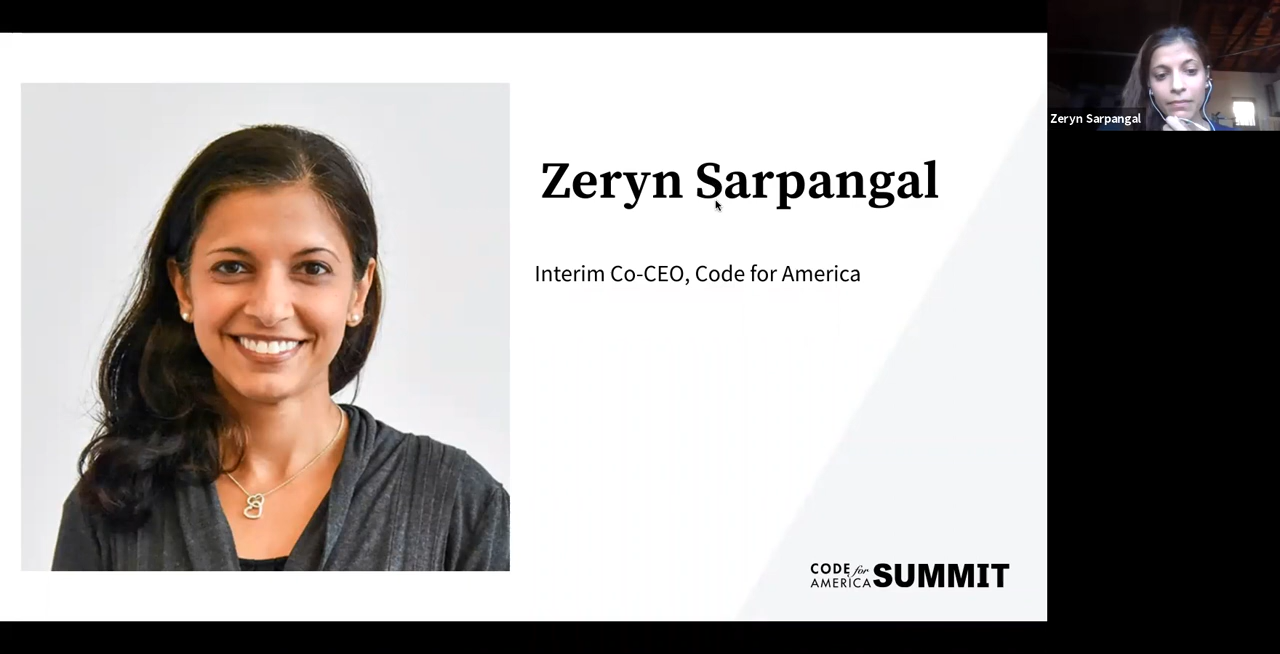 Zeryn Sarpangal
Interim Co-CEO, Code for America
CODE for
AMERICA SUMMIT
Zeryn Sarpangal